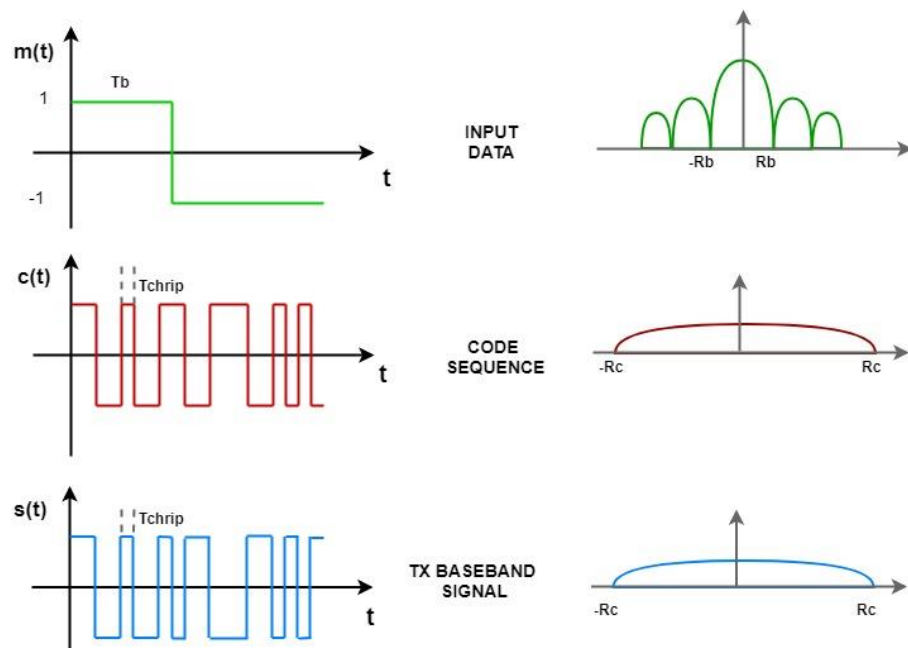 m(t)
Tb
1
-1
t
INPUT
DATA
-Rb
Rb
c(t)
Tchrip
t
CODE
SEQUENCE
-Rc
Rc
s(t)
Tchrip
t
TX BASEBAND
SIGNAL
-Rc
Rc